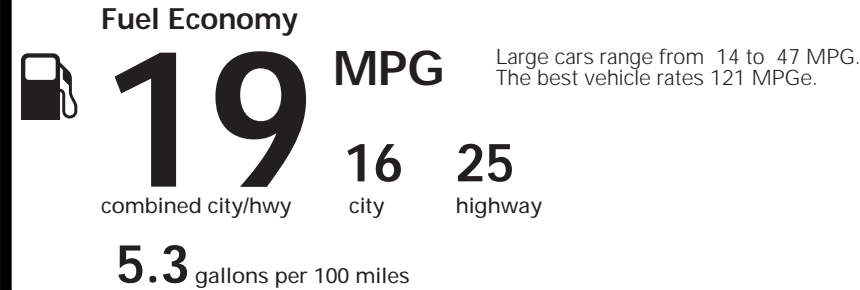 Fuel Economy
19 MPG
Large cars range from 14 to 47 MPG.
The best vehicle rates 121 MPGe.
16 25
combined city/hwy city highway
5.3 gallons per 100 miles